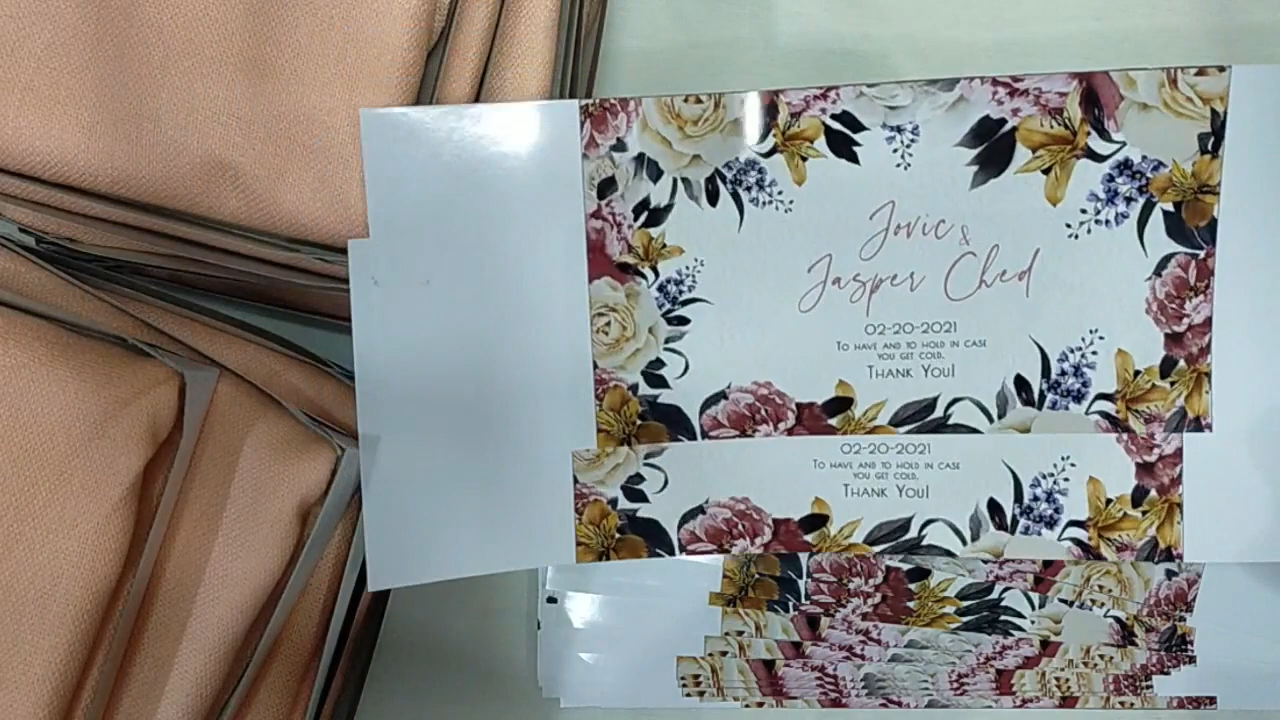 Jovic &
Jasper Ched
02-20-2021
TO HAVE AND TO HOLD IN CASE
YOU GET COLD.
THANK YOU!
02-20-2021
TO HAVE AND TO HOLD IN CASE
YOU GET COLD.
THANK YOU!